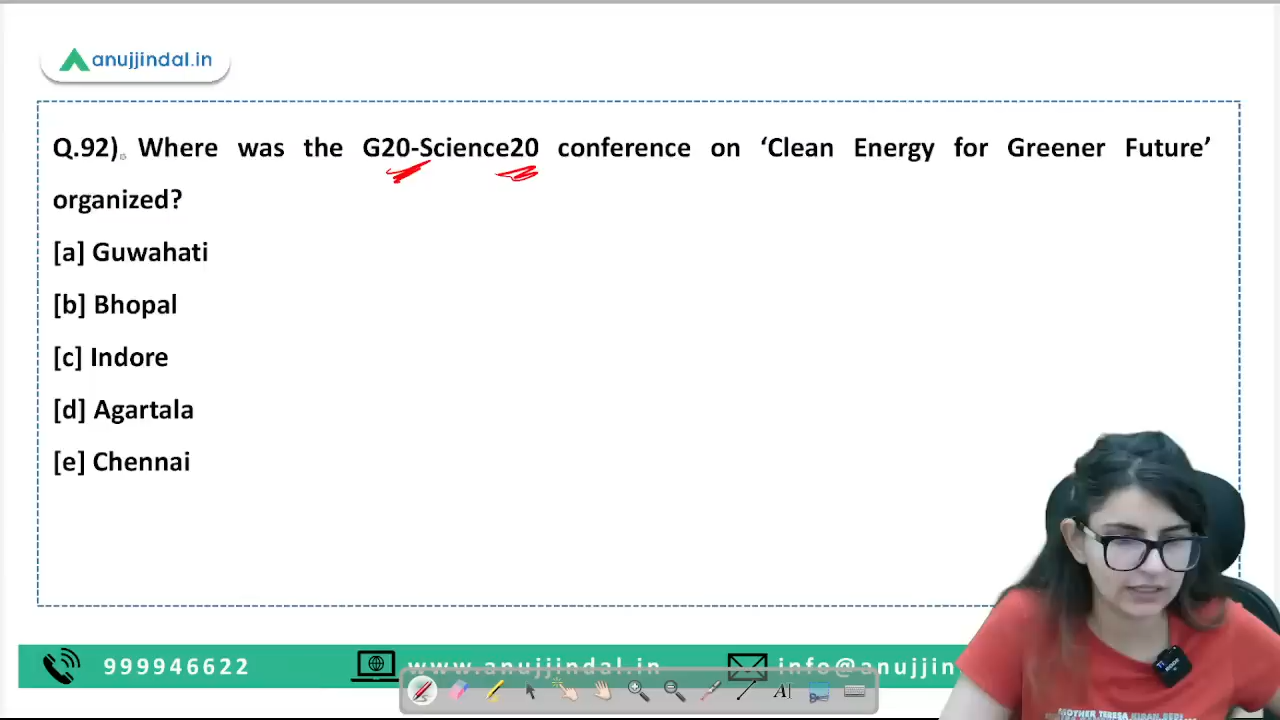 anujjindal.in
Q.92) Where was the G20-Science20 conference on ‘Clean Energy for Greener Future’
organized?
[a] Guwahati
[b] Bhopal
[c] Indore
[d] Agartala
[e] Chennai
999946622
www.anujjindal.in
info@anujjin
A